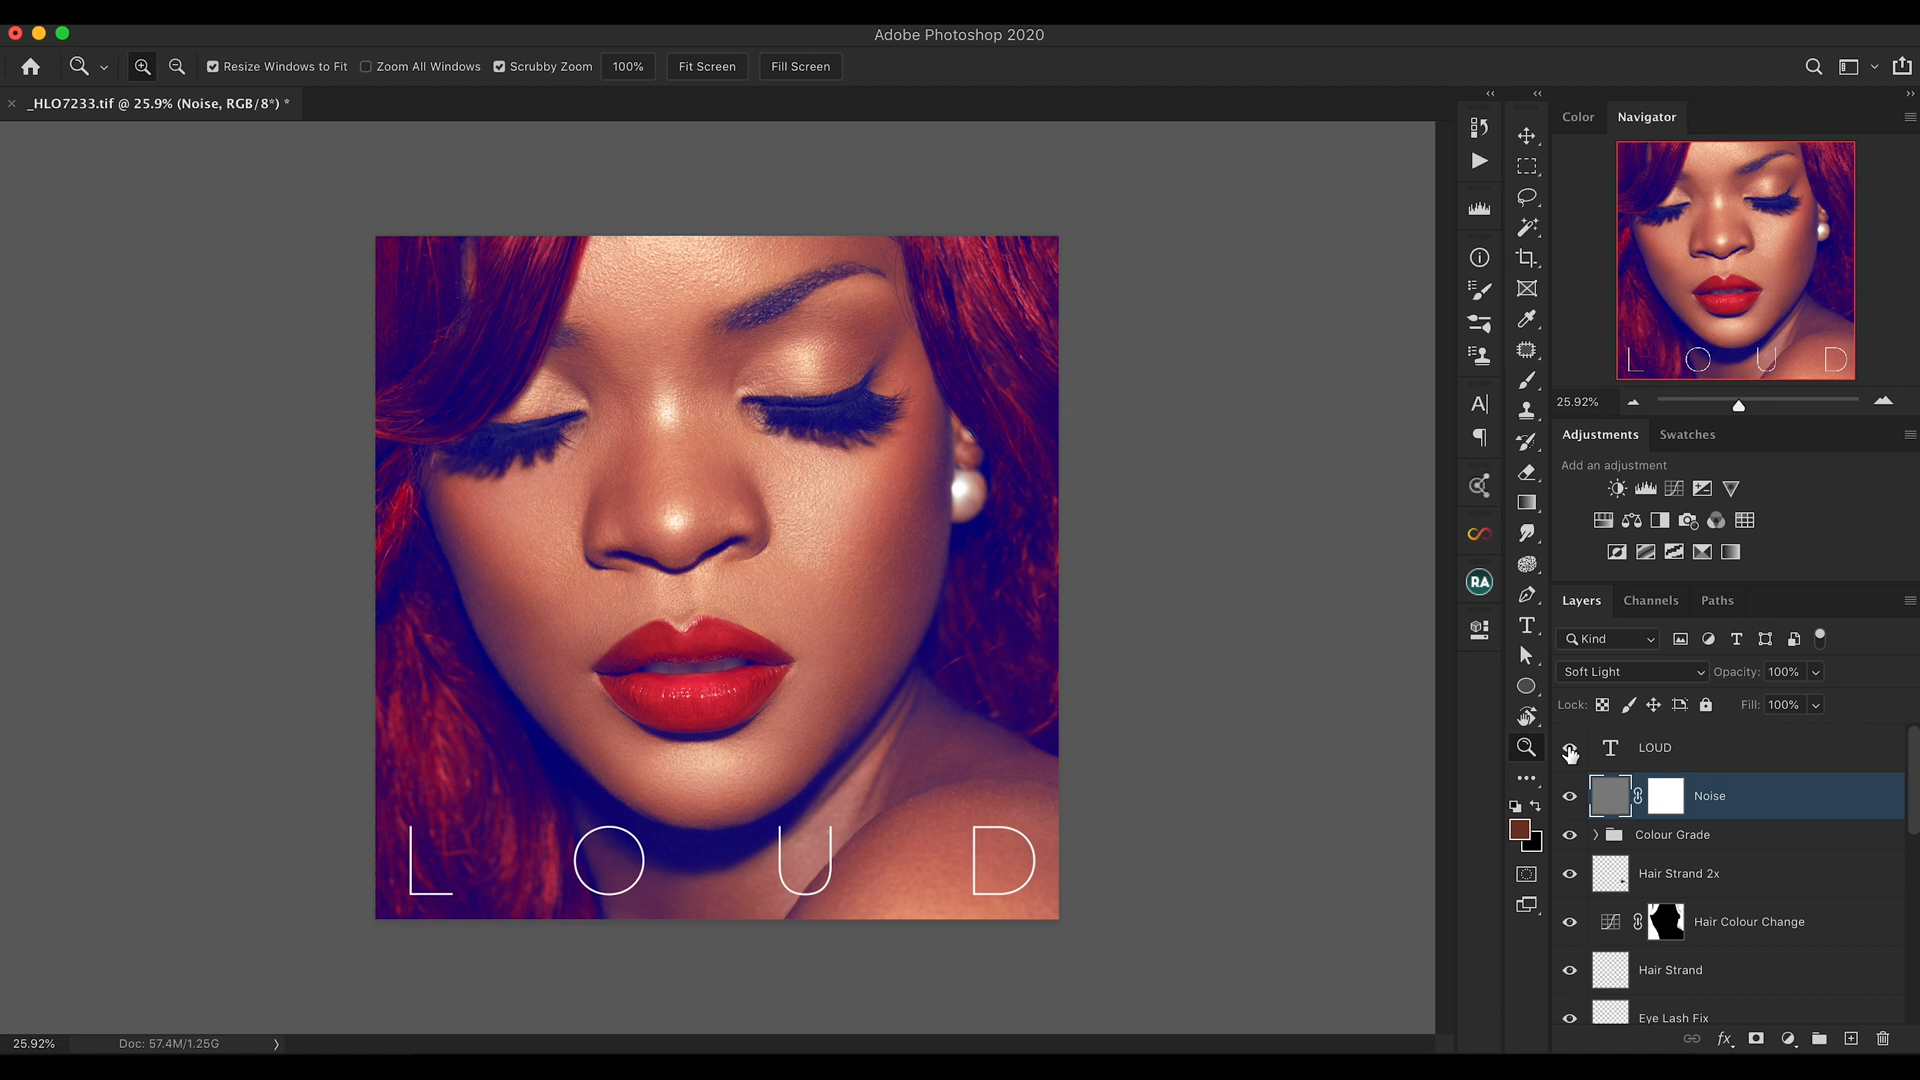 Adobe Photoshop 2020
Resize Windows to Fit Zoom All Windows Scrubby Zoom 100% Fit Screen Fill Screen
_HLO7233.tif @ 25.9% (Noise, RGB/8*) *
Color Navigator
L O U D
25.92%
Adjustments Swatches
Add an adjustment
RA
Layers Channels Paths
Kind
Soft Light Opacity: 100%
Lock: Fill: 100%
LOUD
Noise
Colour Grade
Hair Strand 2x
Hair Colour Change
Hair Strand
Eye Lash Fix
L O U D
25.92% Doc: 57.4M/1.25G